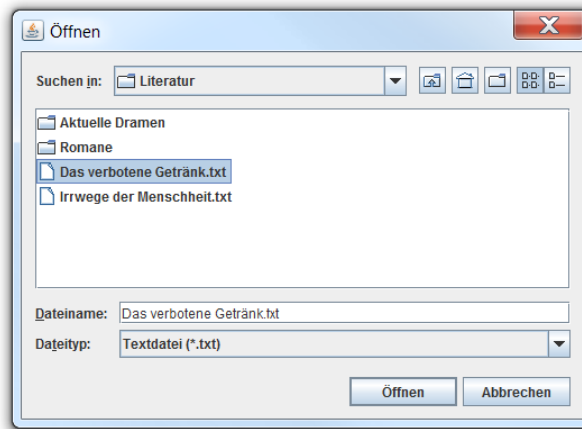 Öffnen
Suchen in: Literatur
Aktuelle Dramen
Romane
Das verbotene Getränk.txt
Irrwege der Menschheit.txt
Dateiname: Das verbotene Getränk.txt
Dateityp: Textdatei (*.txt)
Öffnen Abbrechen